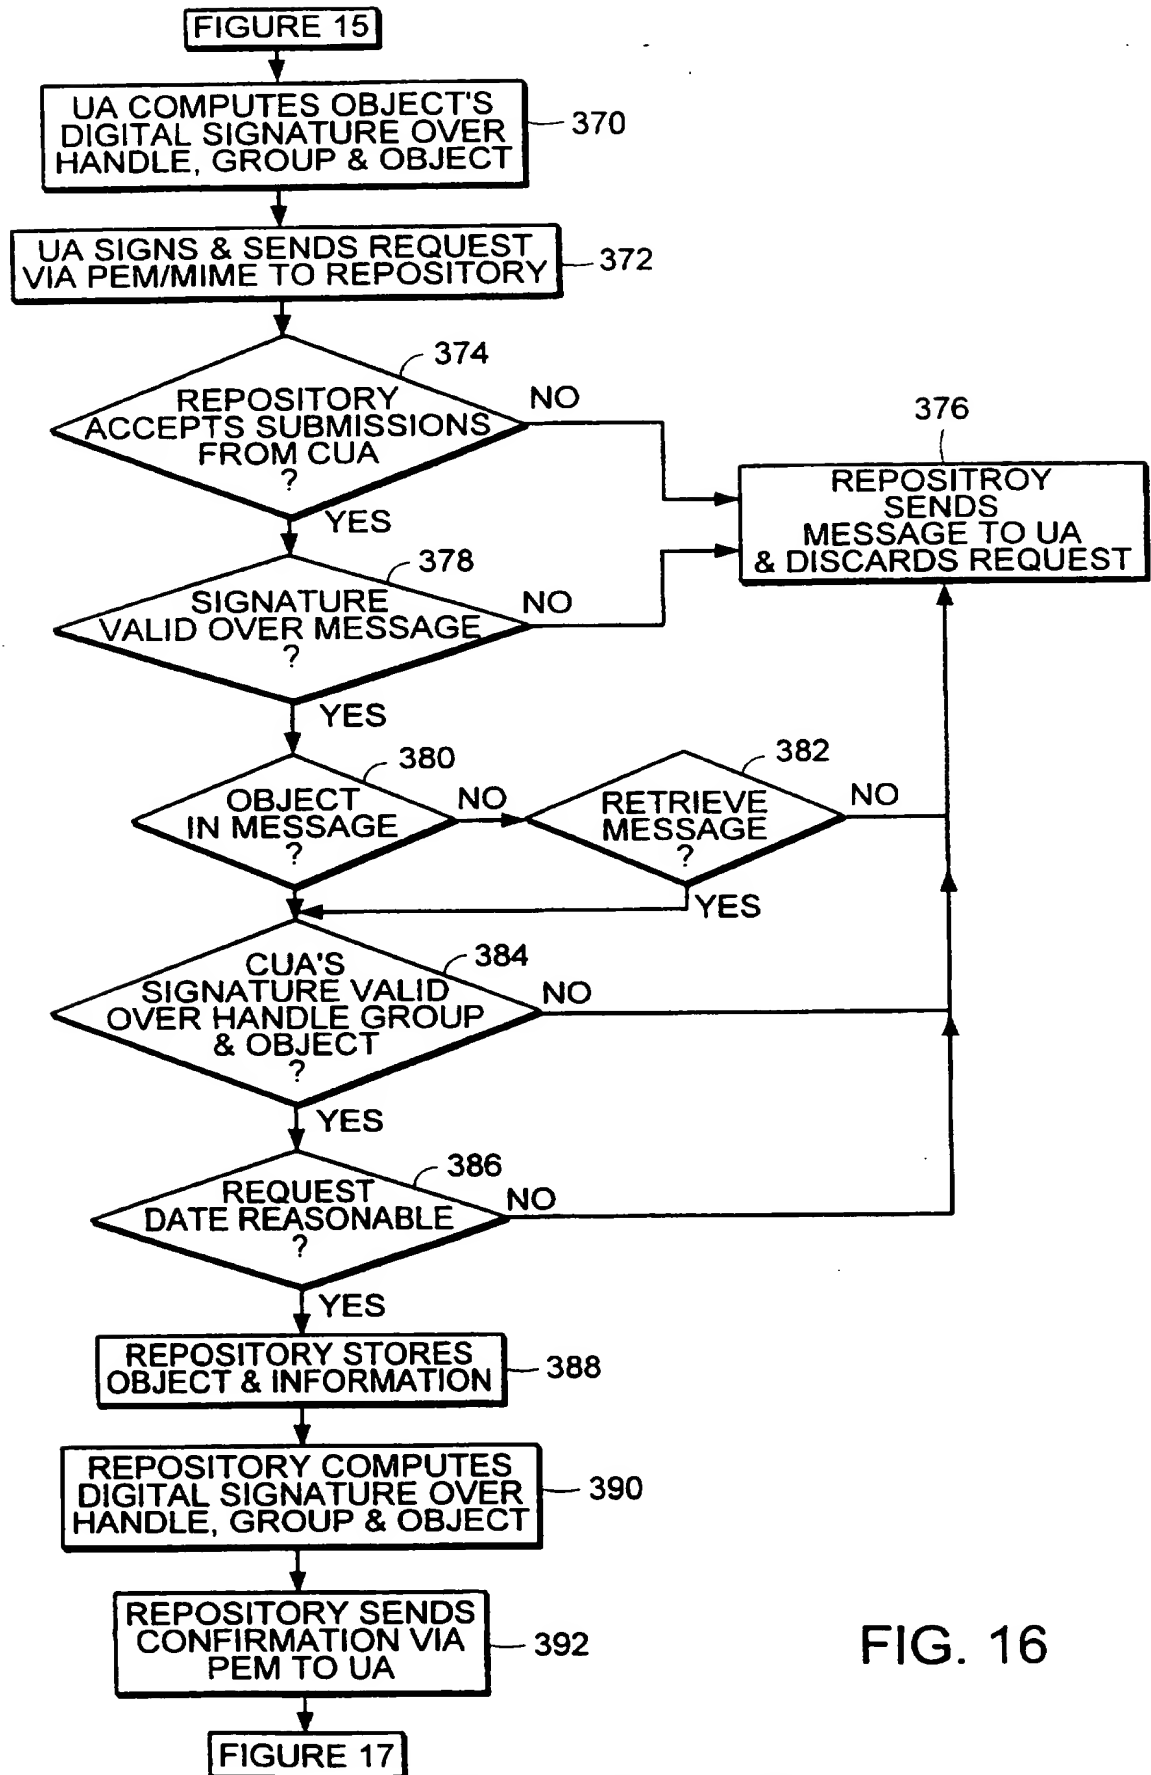 FIGURE 15
UA COMPUTES OBJECT'S
DIGITAL SIGNATURE OVER
HANDLE, GROUP & OBJECT
370
UA SIGNS & SENDS REQUEST
VIA PEM/MIME TO REPOSITORY
372
374
REPOSITORY
ACCEPTS SUBMISSIONS
FROM CUA
?
NO
YES
376
REPOSITROY
SENDS
MESSAGE TO UA
& DISCARDS REQUEST
378
SIGNATURE
VALID OVER MESSAGE
?
NO
YES
380
OBJECT
IN MESSAGE
?
NO
382
RETRIEVE
MESSAGE
?
NO
YES
384
CUA'S
SIGNATURE VALID
OVER HANDLE GROUP
& OBJECT
?
NO
YES
386
REQUEST
DATE REASONABLE
?
NO
YES
REPOSITORY STORES
OBJECT & INFORMATION
388
REPOSITORY COMPUTES
DIGITAL SIGNATURE OVER
HANDLE, GROUP & OBJECT
390
REPOSITORY SENDS
CONFIRMATION VIA
PEM TO UA
392
FIGURE 17
FIG. 16